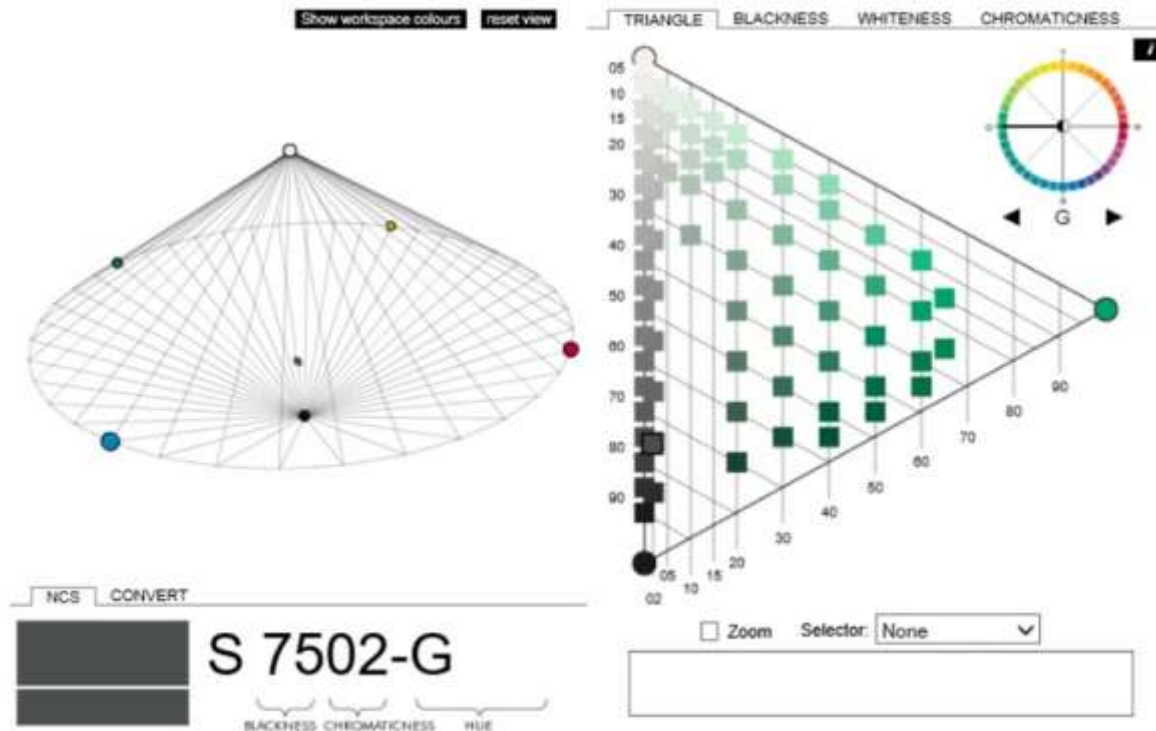 Show workspace colours reset view
TRIANGLE BLACKNESS WHITENESS CHROMATICNESS
i
05
10
15
20
30
40
50
60
70
80
90
G
90
80
70
60
50
40
30
20
15
10
05
02
NCS CONVERT
S 7502-G
BLACKNESS CHROMATICNESS HUE
Zoom Selector: None